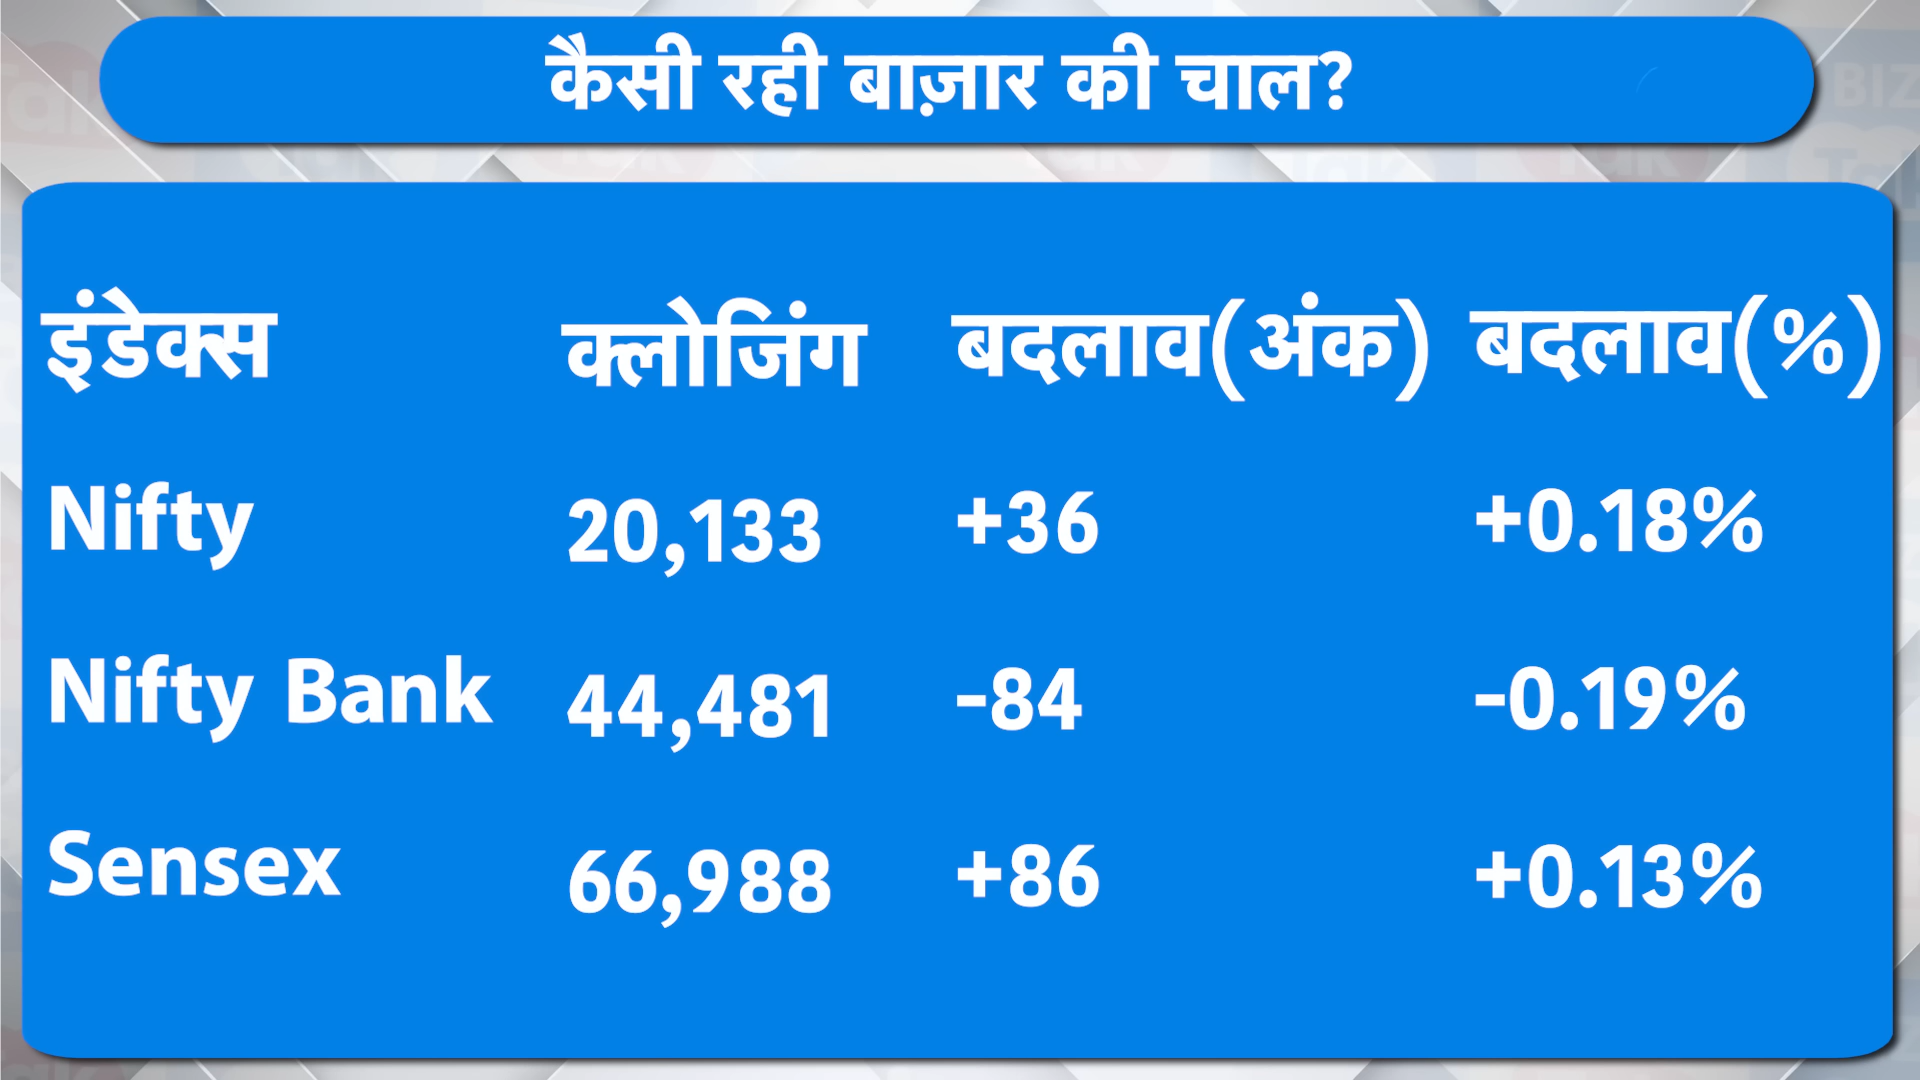 कैसी रही बाज़ार की चाल?
इंडेक्स क्लोजिंग बदलाव(अंक) बदलाव(%)
Nifty 20,133 +36 +0.18%
Nifty Bank 44,481 -84 -0.19%
Sensex 66,988 +86 +0.13%